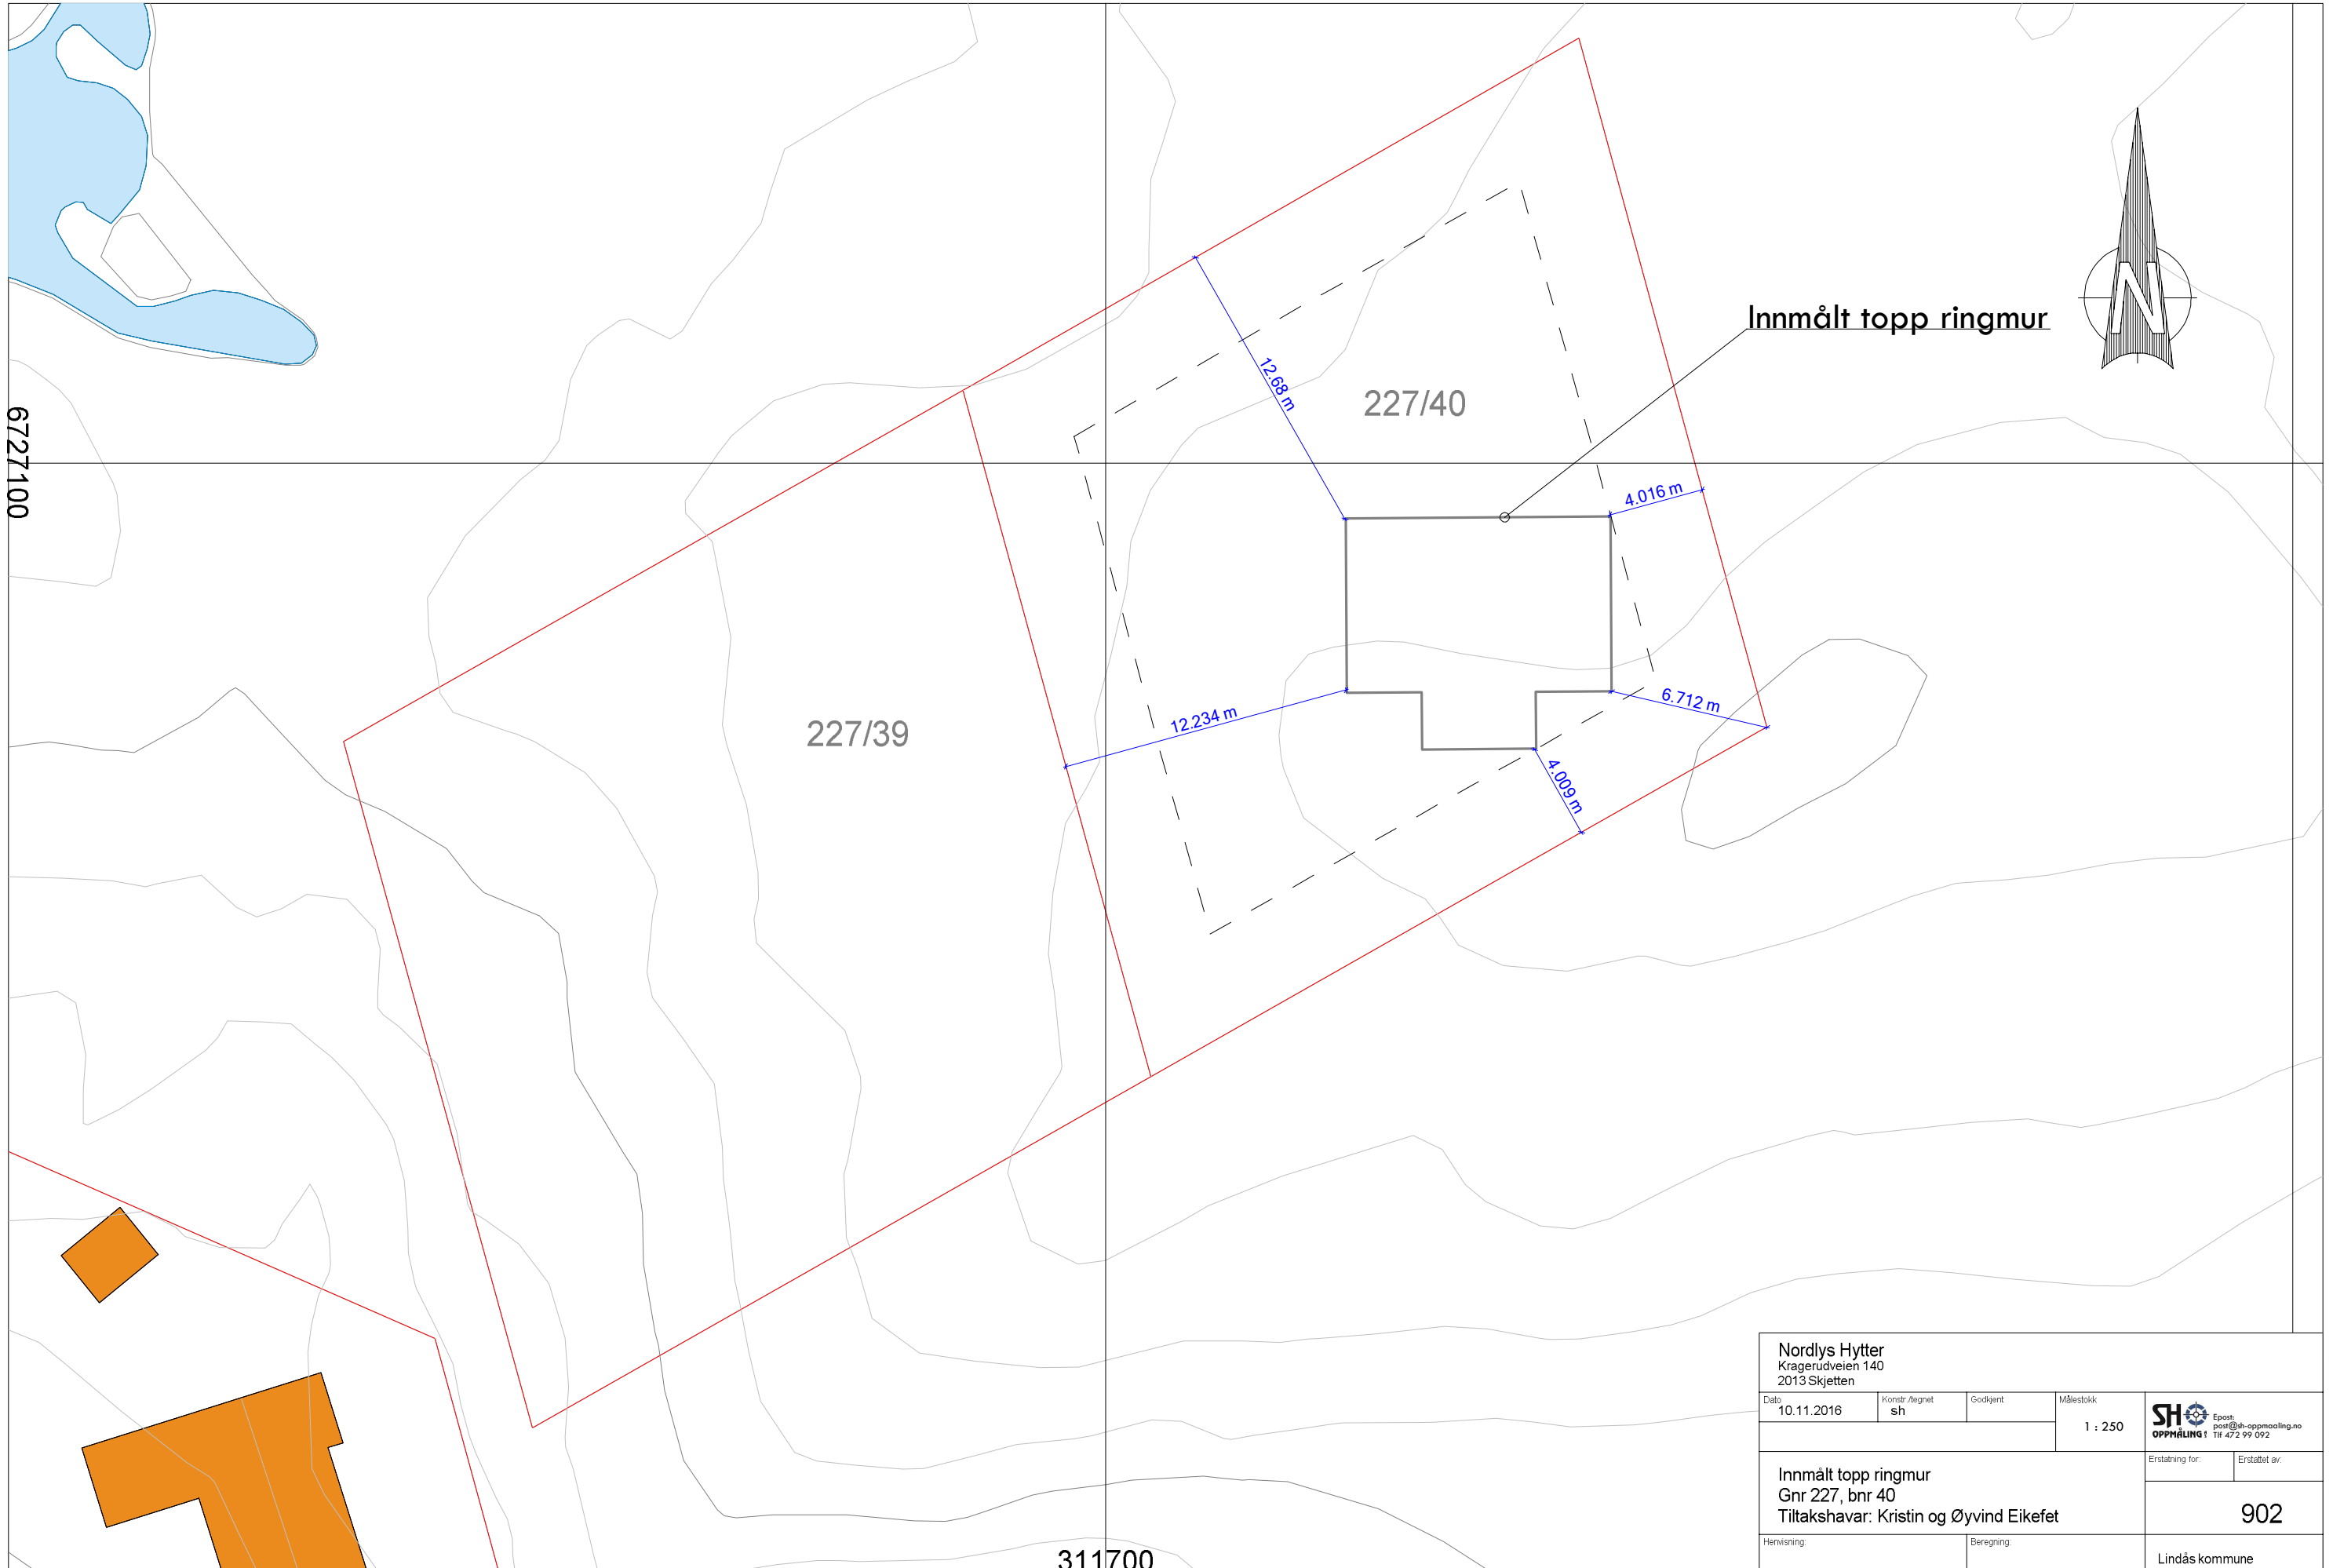 Innmålt topp ringmur
N
12.68 m
227/40
6727100
4.016 m
6.712 m
12.234 m
227/39
4.009 m
311700
Nordlys Hytter
Kragerudveien 140
2013 Skjetten
Dato
10.11.2016
Konstr./tegnet
sh
Godkjent
Målestokk
1 : 250
SH
OPPMÅLING
Epost:
post@sh-oppmaaling.no
Tlf 472 99 092
Innmålt topp ringmur
Gnr 227, bnr 40
Tiltakshavar: Kristin og Øyvind Eikefet
Erstatning for:
Erstattet av:
902
Henvisning:
Beregning:
Lindås kommune